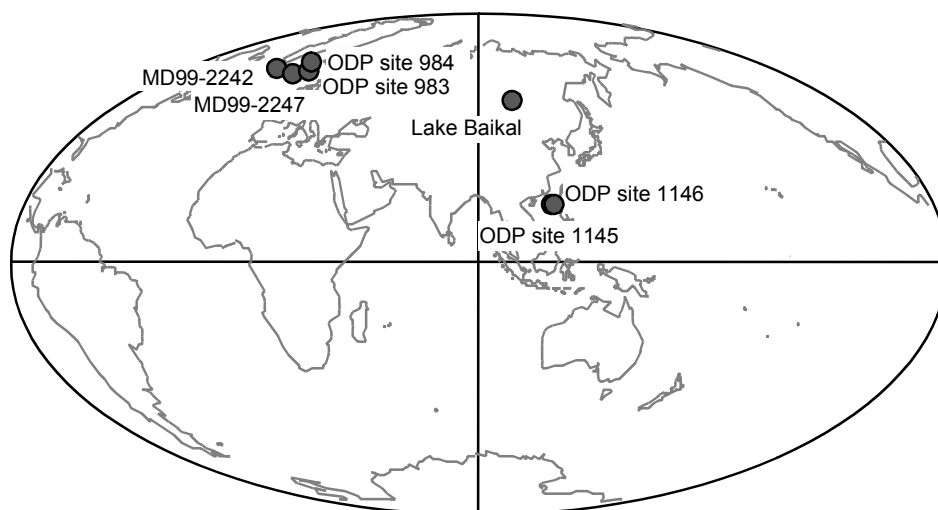 ODP site 984
MD99-2242
ODP site 983
MD99-2247
Lake Baikal
ODP site 1146
ODP site 1145